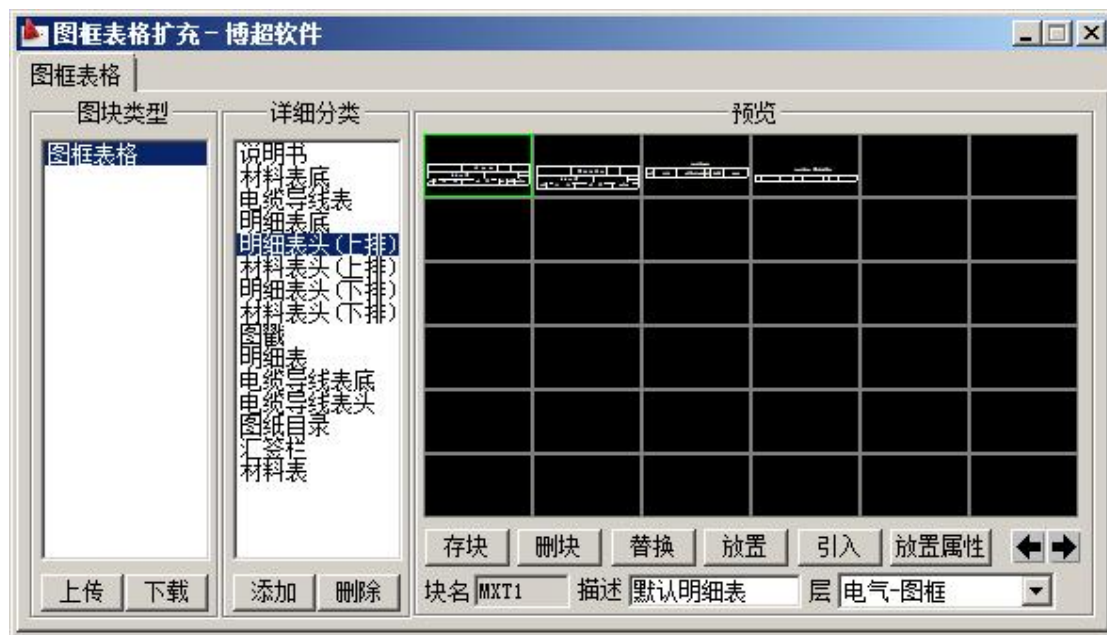 图框表格扩充-博超软件
图框表格
图块类型
详细分类
预览
图框表格
说明书
材料表底
电缆导线表
明细表底
明细表头(上排)
材料表头(上排)
明细表头(下排)
材料表头(下排)
图戳
明细表
电缆导线表底
电缆导线表头
图纸目录
汇签栏
材料表
存块 删块 替换 放置 引入 放置属性
上传 下载 添加 删除 块名 MXT1 描述 默认明细表 层 电气-图框